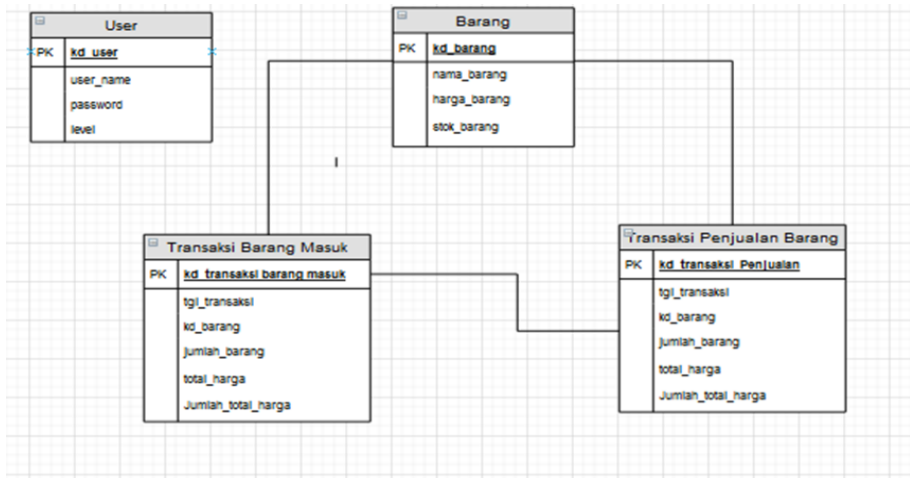 User
PK kd_user
user_name
password
level
Barang
PK kd_barang
nama_barang
harga_barang
stok_barang
Transaksi Barang Masuk
PK kd_transaksi barang masuk
tgl_transaksi
kd_barang
jumlah_barang
total_harga
Jumlah_total_harga
Transaksi Penjualan Barang
PK kd_transaksi_Penjualan
tgl_transaksi
kd_barang
jumlah_barang
total_harga
Jumlah_total_harga